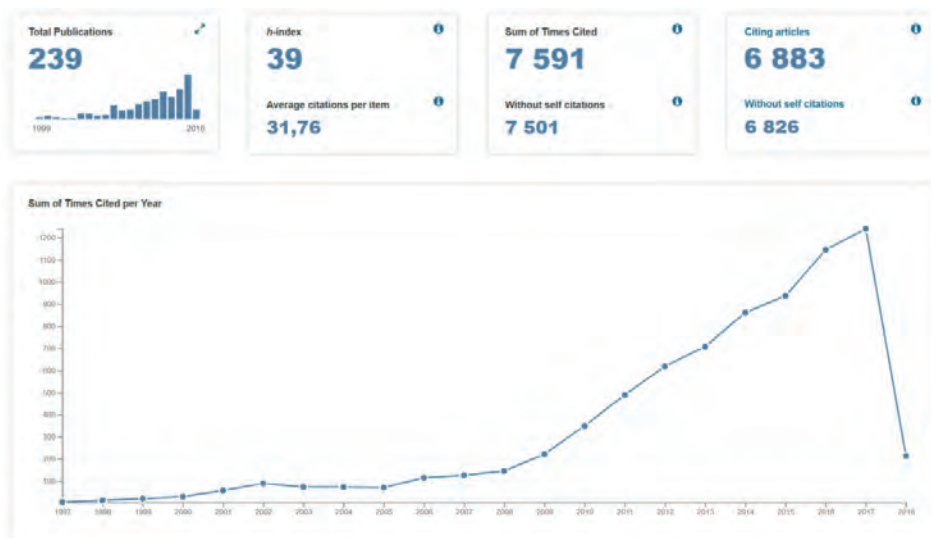 Total Publications
239
1999 2018
h-index
39
Average citations per item
31,76
Sum of Times Cited
7 591
Without self citations
7 501
Citing articles
6 883
Without self citations
6 826
Sum of Times Cited per Year
1200
1100
1000
900
800
700
600
500
400
300
200
100
1997 1998 1999 2000 2001 2002 2003 2004 2005 2006 2007 2008 2009 2010 2011 2012 2013 2014 2015 2016 2017 2018